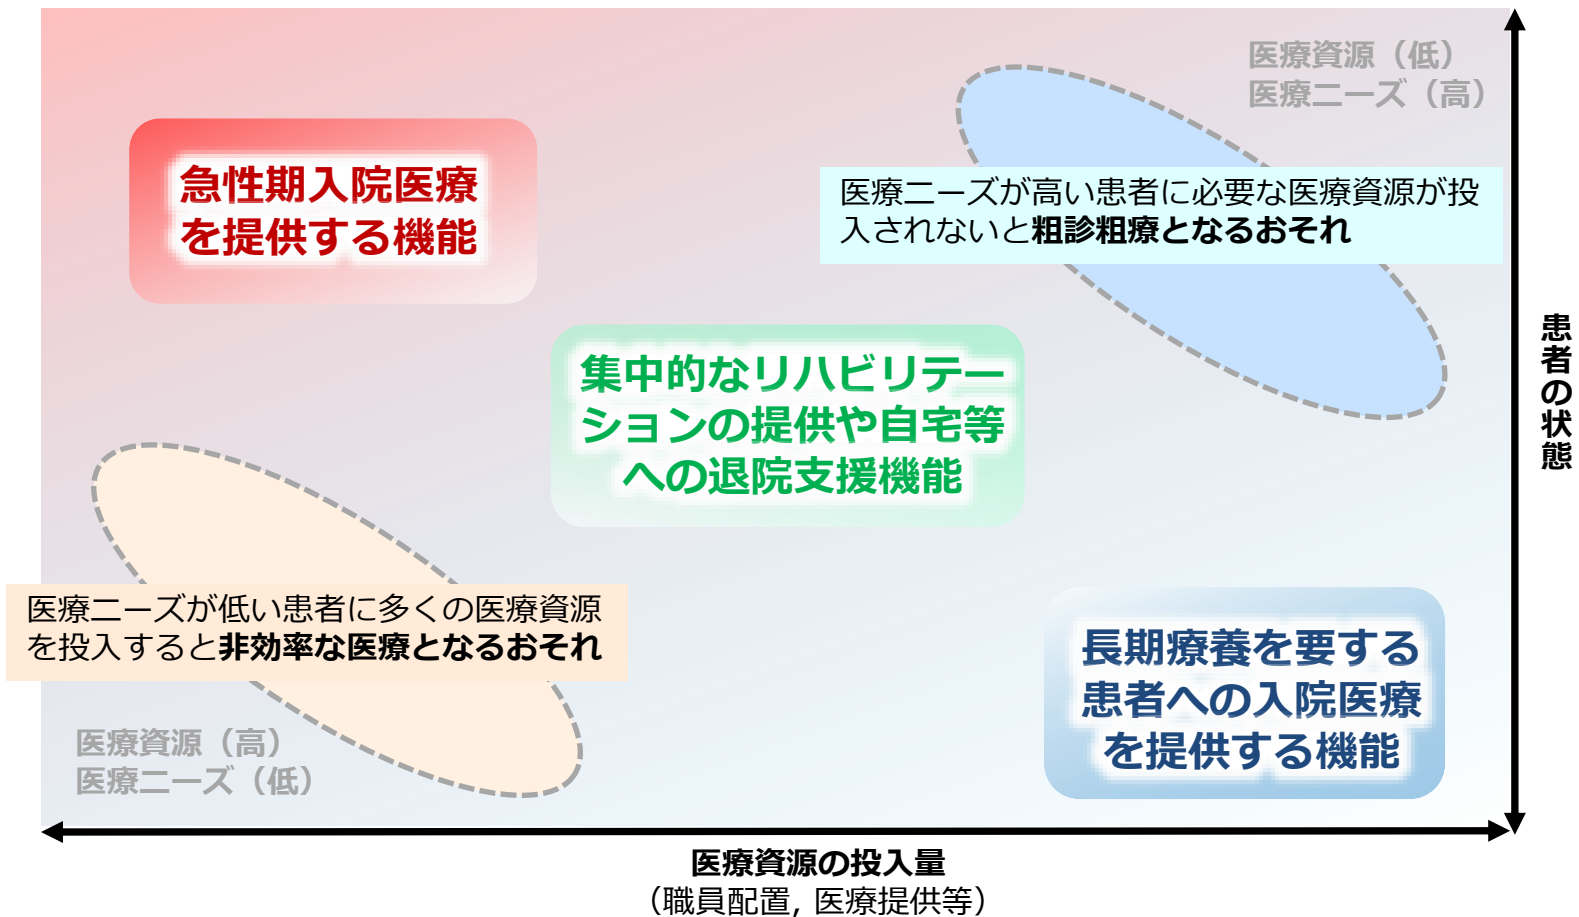 医療資源（低）
医療ニーズ（高）
急性期入院医療
を提供する機能
医療ニーズが高い患者に必要な医療資源が投
入されないと粗診粗療となるおそれ
患者の状態
集中的なリハビリテー
ションの提供や自宅等
への退院支援機能
医療ニーズが低い患者に多くの医療資源
を投入すると非効率な医療となるおそれ
長期療養を要する
患者への入院医療
を提供する機能
医療資源（高）
医療ニーズ（低）
医療資源の投入量
（職員配置, 医療提供等）